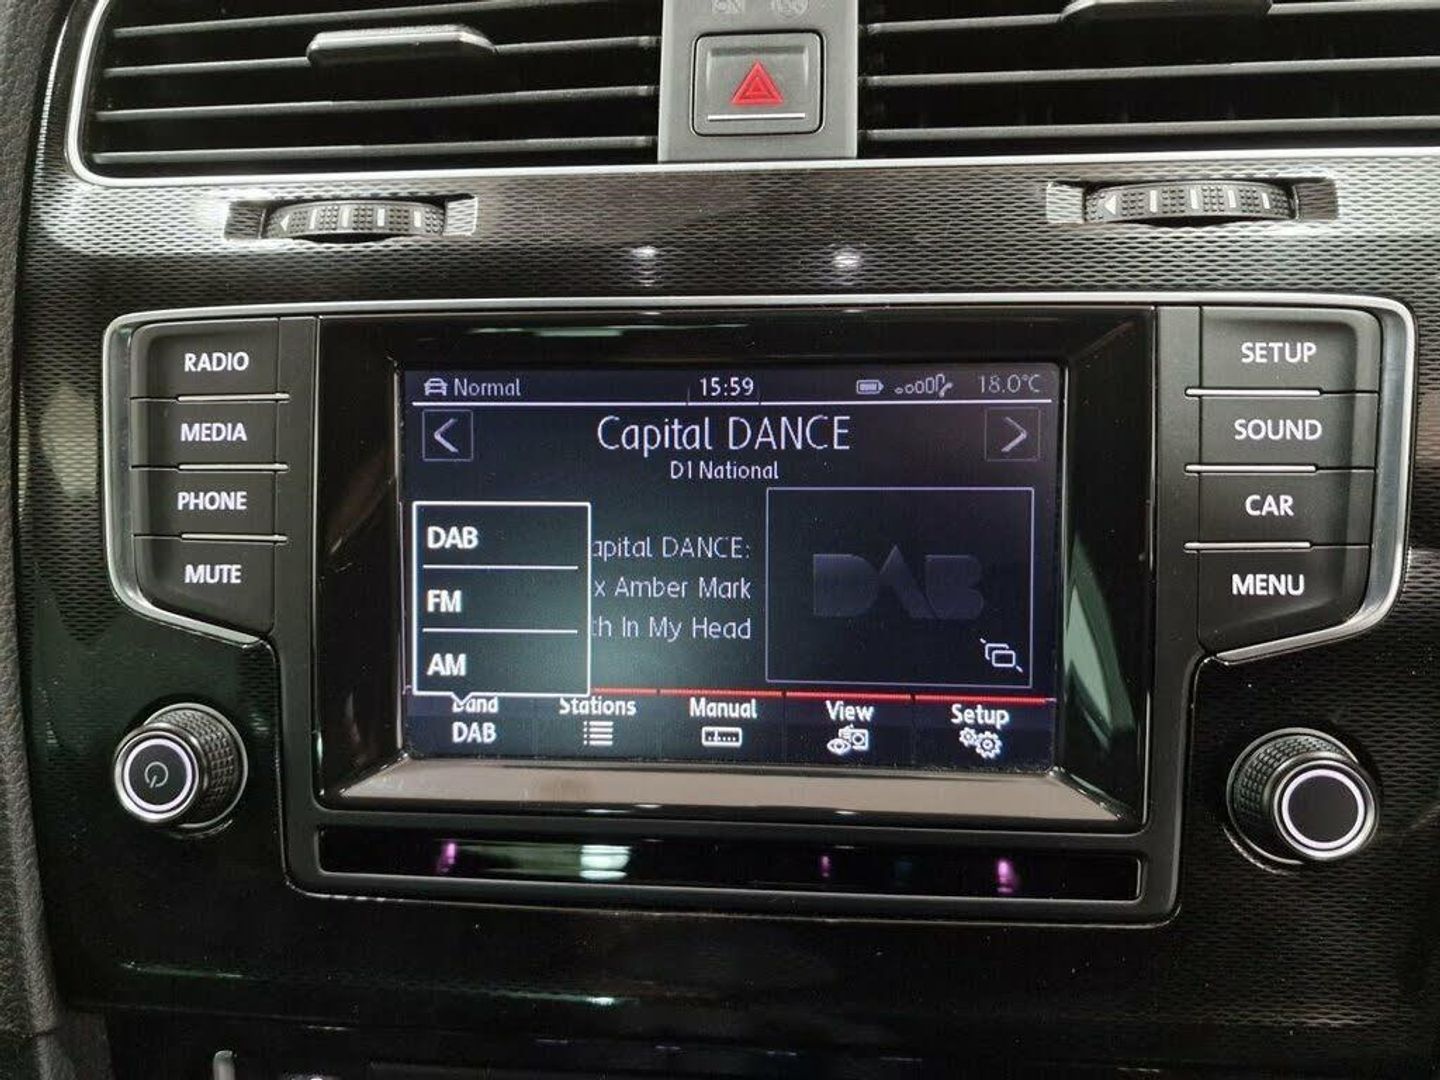 RADIO
MEDIA
PHONE
MUTE
Normal
15:59
18.0°C
Capital DANCE
D1 National
DAB
FM
AM
apital DANCE:
x Amber Mark
th In My Head
DAB
Band
DAB
Stations
Manual
View
Setup
SETUP
SOUND
CAR
MENU